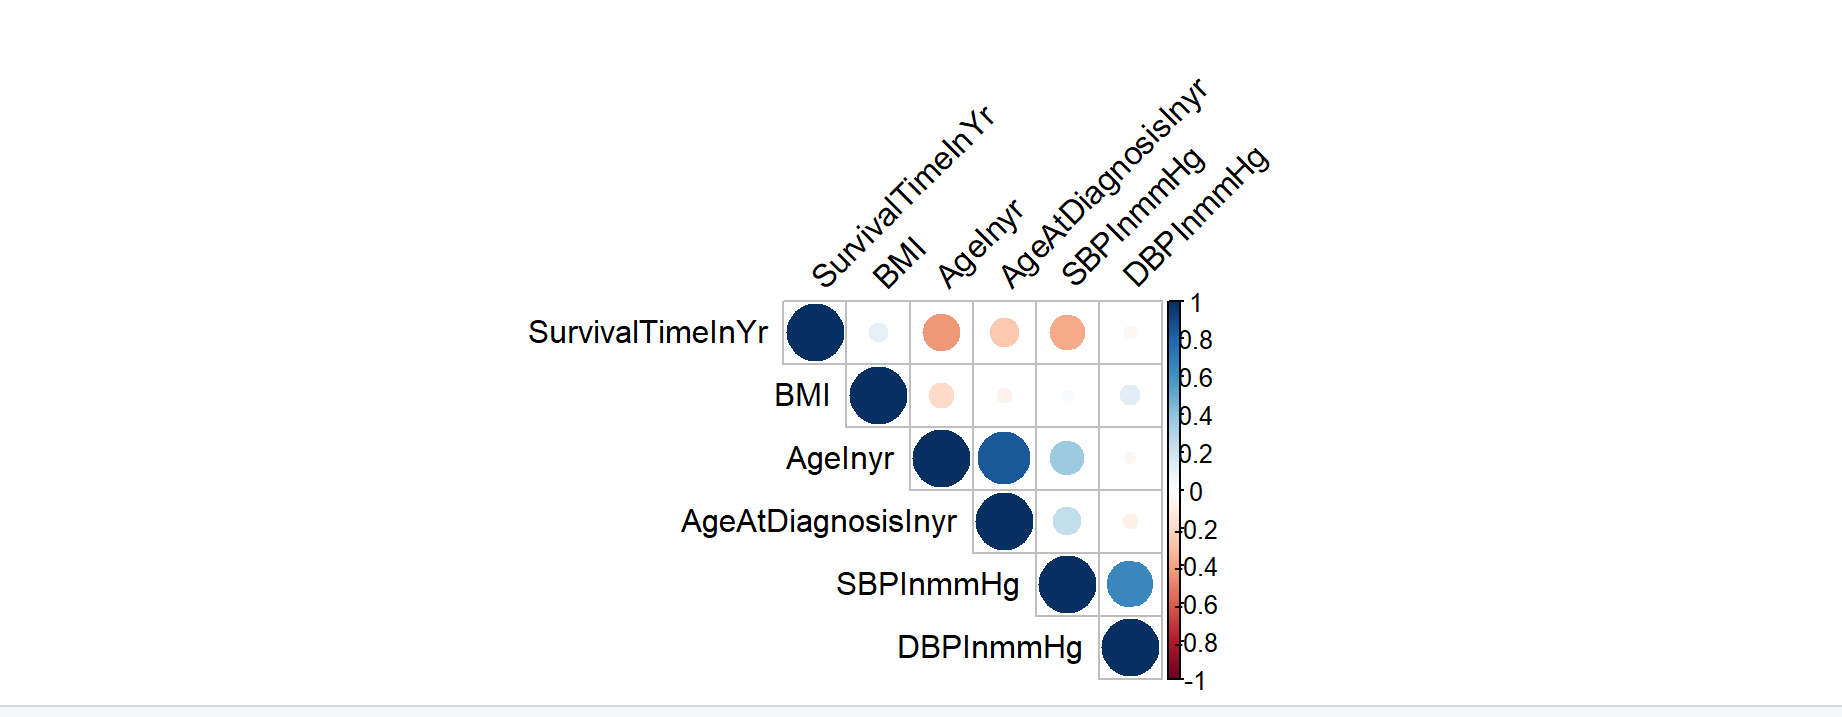 SurvivalTimeInYr
BMI
AgeInyr
AgeAtDiagnosisInyr
SBPInmmHg
DBPInmmHg
SurvivalTimeInYr
BMI
AgeInyr
AgeAtDiagnosisInyr
SBPInmmHg
DBPInmmHg
1
0.8
0.6
0.4
0.2
0
-0.2
-0.4
-0.6
-0.8
-1